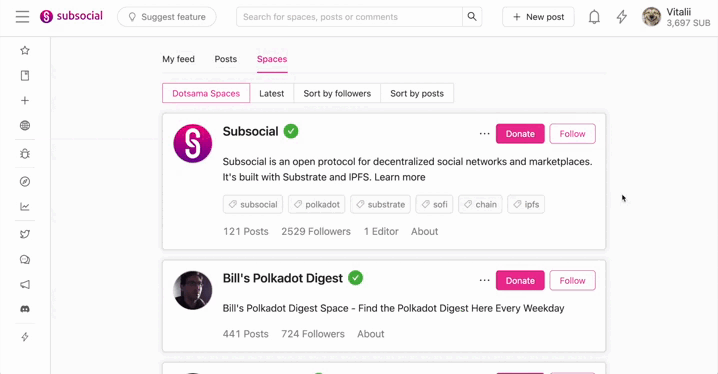 subsocial
Suggest feature
Search for spaces, posts or comments
+ New post
Vitalii
3,697 SUB
My feed Posts Spaces
Dotsama Spaces Latest Sort by followers Sort by posts
Subsocial
... Donate Follow
Subsocial is an open protocol for decentralized social networks and marketplaces.
It's built with Substrate and IPFS. Learn more
subsocial polkadot substrate sofi chain ipfs
121 Posts 2529 Followers 1 Editor About
Bill's Polkadot Digest
... Donate Follow
Bill's Polkadot Digest Space - Find the Polkadot Digest Here Every Weekday
441 Posts 724 Followers About